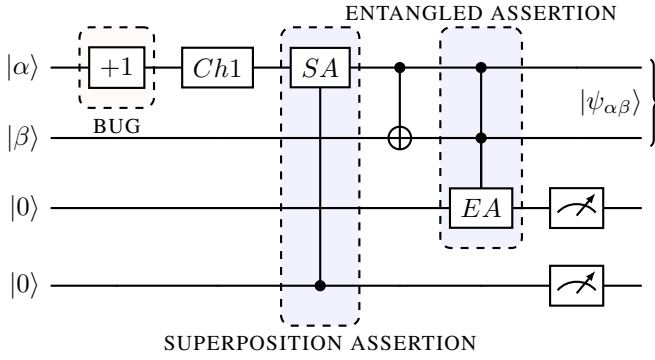 ENTANGLED ASSERTION
|α⟩ +1 Ch1 SA
|ψαβ⟩
BUG
|β⟩
|0⟩ EA
|0⟩
SUPERPOSITION ASSERTION